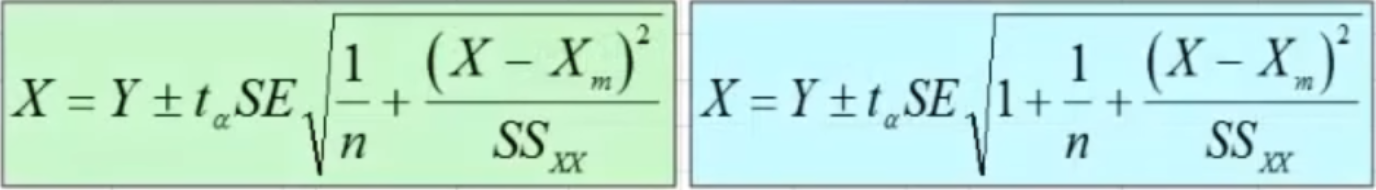 X = Y ± t_α SE √(1/n + (X − X_m)² / SS_XX)
X = Y ± t_α SE √(1 + 1/n + (X − X_m)² / SS_XX)